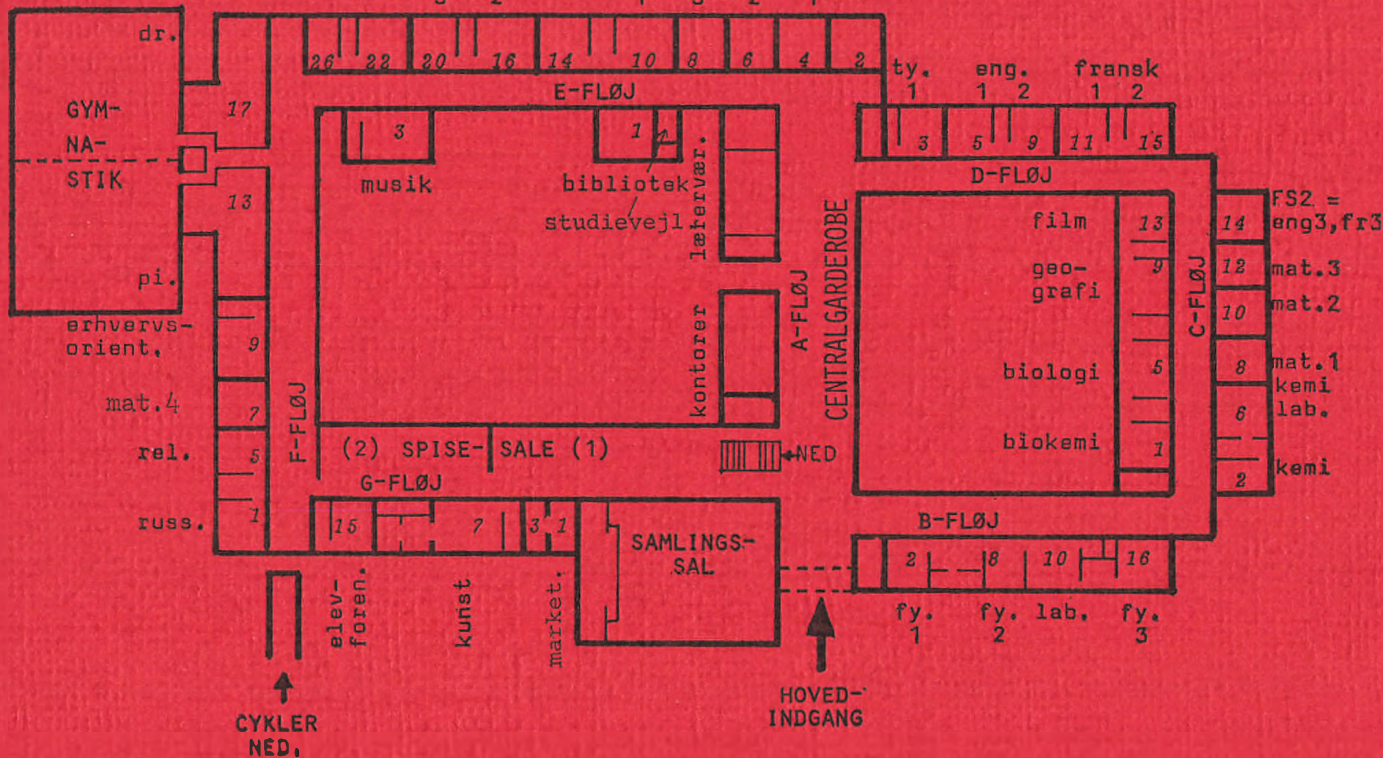 dr.
26 22 20 16 14 10 8 6 4 2
ty. 1
eng. 1 2
fransk 1 2
E-FLØJ
GYM-
NA-
STIK
17
3
musik
1
bibliotek
studievejl.
lærervær.
3 5 9 11 15
D-FLØJ
13
pi.
CENTRALGARDEROBE
A-FLØJ
kontorer
film 13
geo-
grafi 9
biologi 5
biokemi 1
C-FLØJ
14 FS2 =
eng3,fr3
12 mat.3
10 mat.2
8 mat.1
kemi
6 lab.
2 kemi
erhvervs-
orient. 9
mat.4 7
rel. 5
russ. 1
F-FLØJ
(2) SPISE- SALE (1)
NED
G-FLØJ
15 7 3 1
SAMLINGS-
SAL
B-FLØJ
2 8 10 16
elev-
foren.
kunst
market.
fy. 1
fy. 2
lab.
fy. 3
HOVED-
INDGANG
CYKLER
NED.